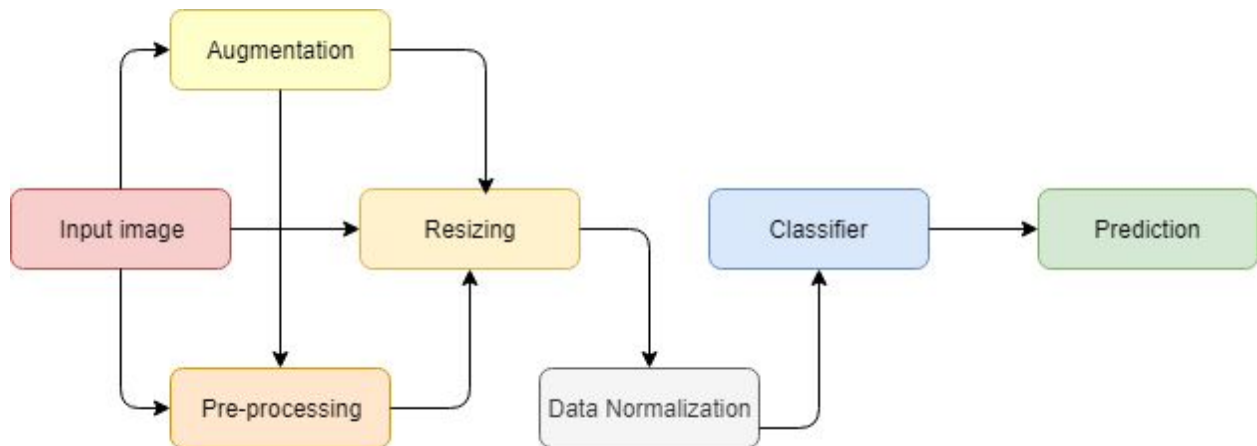 Augmentation
Input image
Resizing
Classifier
Prediction
Pre-processing
Data Normalization